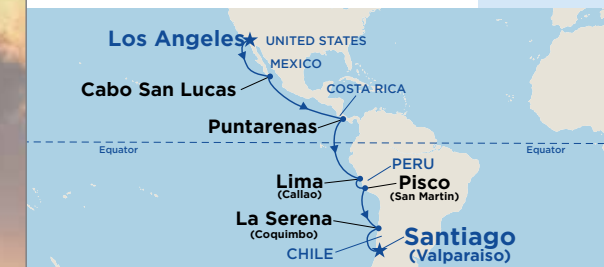 Los Angeles
UNITED STATES
MEXICO
Cabo San Lucas
COSTA RICA
Puntarenas
Equator
Equator
PERU
Lima
(Callao)
Pisco
(San Martin)
La Serena
(Coquimbo)
CHILE
Santiago
(Valparaiso)